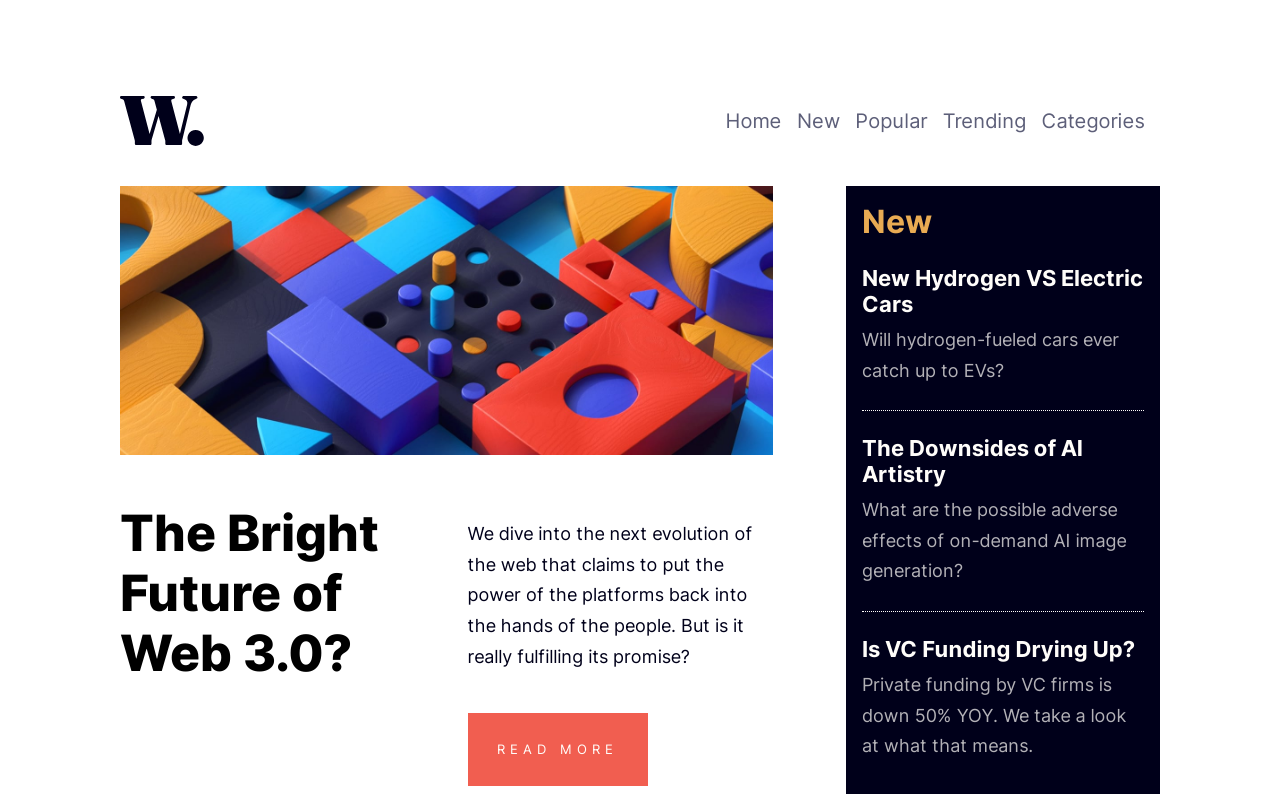 W.
Home New Popular Trending Categories
The Bright
Future of
Web 3.0?
We dive into the next evolution of
the web that claims to put the
power of the platforms back into
the hands of the people. But is it
really fulfilling its promise?
READ MORE
New
New Hydrogen VS Electric
Cars
Will hydrogen-fueled cars ever
catch up to EVs?
The Downsides of AI
Artistry
What are the possible adverse
effects of on-demand AI image
generation?
Is VC Funding Drying Up?
Private funding by VC firms is
down 50% YOY. We take a look
at what that means.